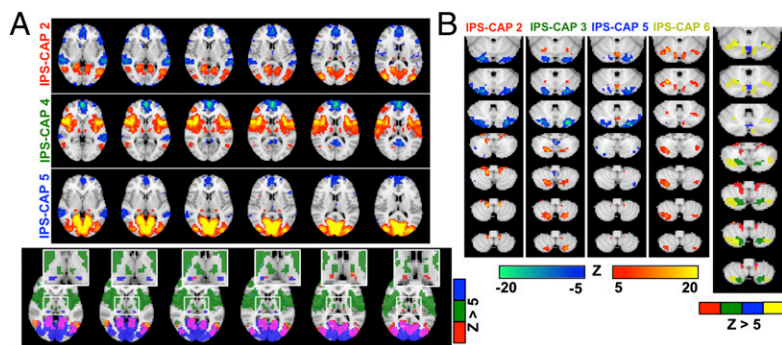 A
IPS-CAP 2
IPS-CAP 4
IPS-CAP 5
Z > 5
B
IPS-CAP 2 IPS-CAP 3 IPS-CAP 5 IPS-CAP 6
Z
-20 -5 5 20
Z > 5